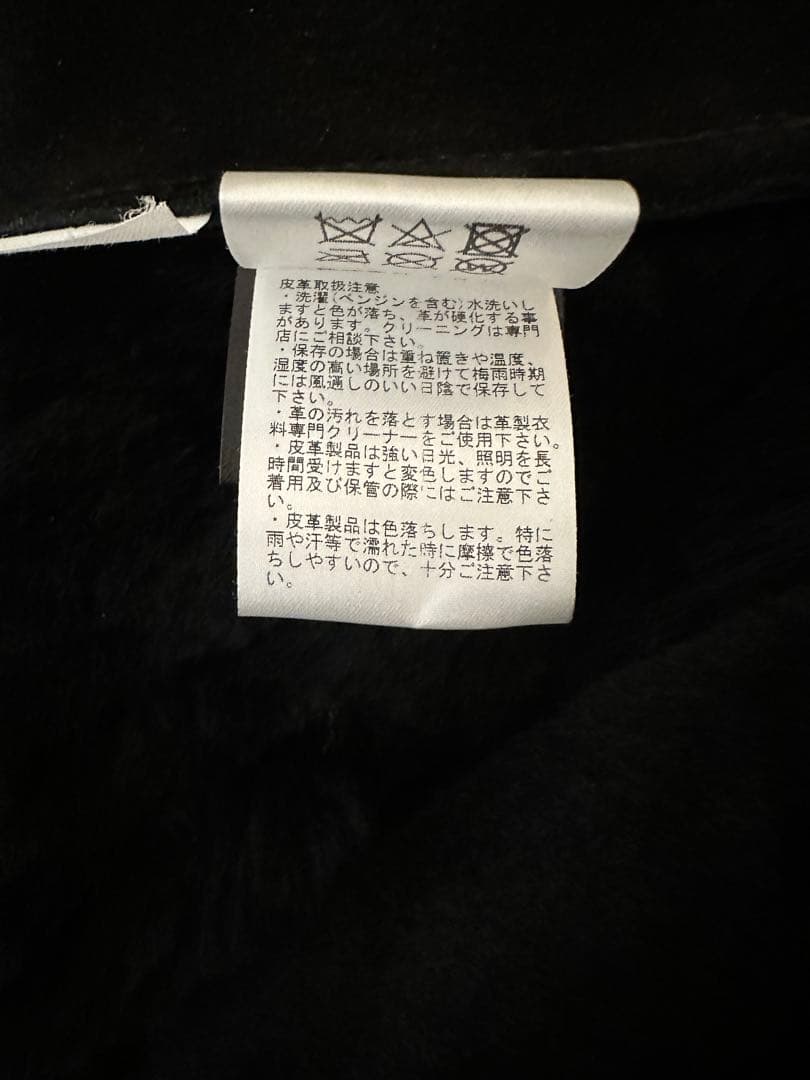 皮革取扱注意
・洗濯(ベンジンを含む)水洗いし
ますと色が落ち、革が硬化する事
があります。クリーニングは専門
店にご相談下さい。
・保存の場合は重ね置きや温度、
湿度の高い場所を避けて梅雨時期
には風通しのいい日陰で保存して
下さい。
・革の汚れを落とす場合は革製衣
料専門クリーナーをご使用下さい。
・皮革製品は強い日光、照明を長
時間受けますと変色しますのでご
着用及び保管の際にはご注意下さ
い。
・皮革製品は色落ちします。特に
雨や汗等で濡れた時に摩擦で色落
ちしやすいので、十分ご注意下さ
い。